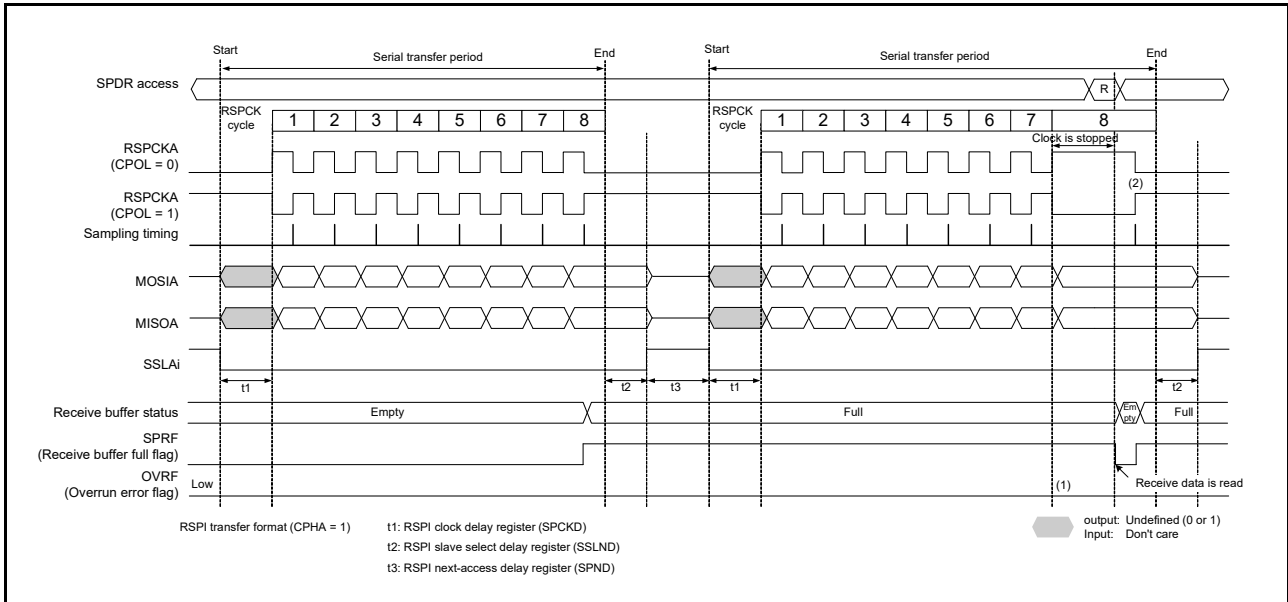 Start
Serial transfer period
End
Start
Serial transfer period
End
SPDR access
R
RSPCK
cycle
1 2 3 4 5 6 7 8
RSPCK
cycle
1 2 3 4 5 6 7 8
Clock is stopped
RSPCKA
(CPOL = 0)
(2)
RSPCKA
(CPOL = 1)
Sampling timing
MOSIA
MISOA
SSLAi
t1
t2
t3
t1
t2
Receive buffer status
Empty
Full
Em
pty
Full
SPRF
(Receive buffer full flag)
OVRF
(Overrun error flag)
Low
(1)
Receive data is read
RSPI transfer format (CPHA = 1)
t1: RSPI clock delay register (SPCKD)
t2: RSPI slave select delay register (SSLND)
t3: RSPI next-access delay register (SPND)
output: Undefined (0 or 1)
Input: Don't care